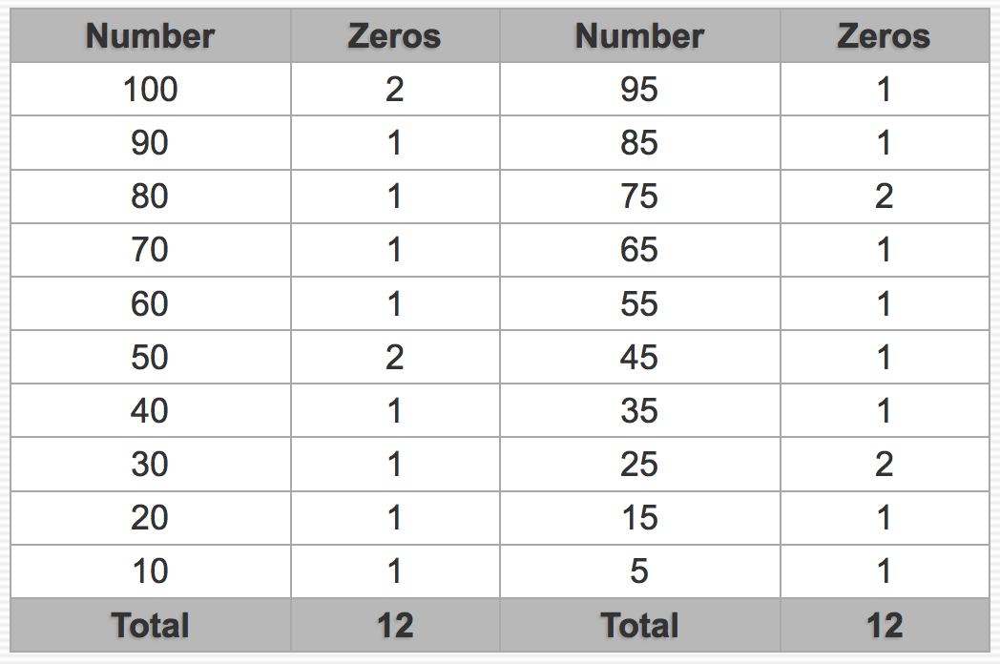 Number Zeros Number Zeros
100 2 95 1
90 1 85 1
80 1 75 2
70 1 65 1
60 1 55 1
50 2 45 1
40 1 35 1
30 1 25 2
20 1 15 1
10 1 5 1
Total 12 Total 12